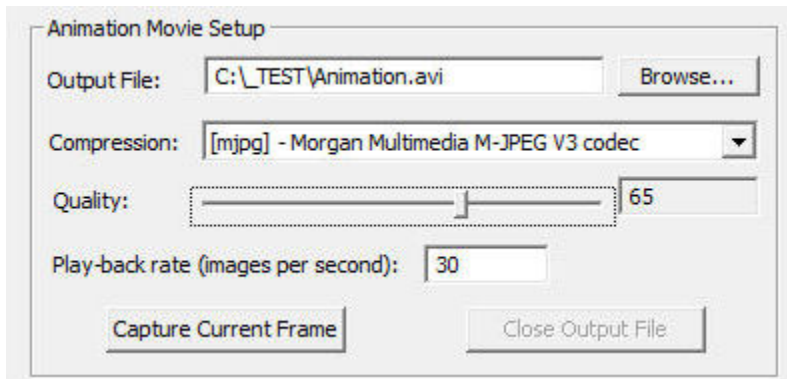 Animation Movie Setup
Output File: C:\_TEST\Animation.avi Browse...
Compression: [mjpg] - Morgan Multimedia M-JPEG V3 codec
Quality: 65
Play-back rate (images per second): 30
Capture Current Frame Close Output File